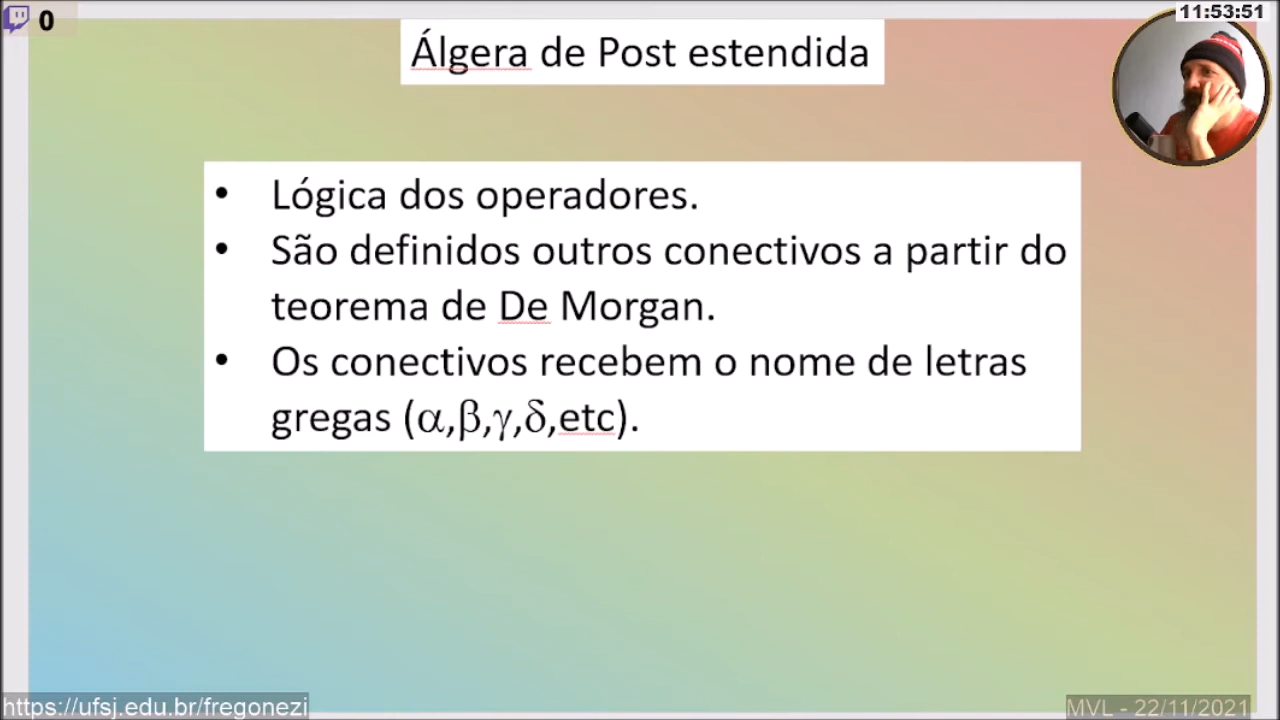 0
11:53:51
Álgera de Post estendida
• Lógica dos operadores.
• São definidos outros conectivos a partir do
teorema de De Morgan.
• Os conectivos recebem o nome de letras
gregas (α,β,γ,δ,etc).
https://ufsj.edu.br/fregonezi
MVL - 22/11/2021